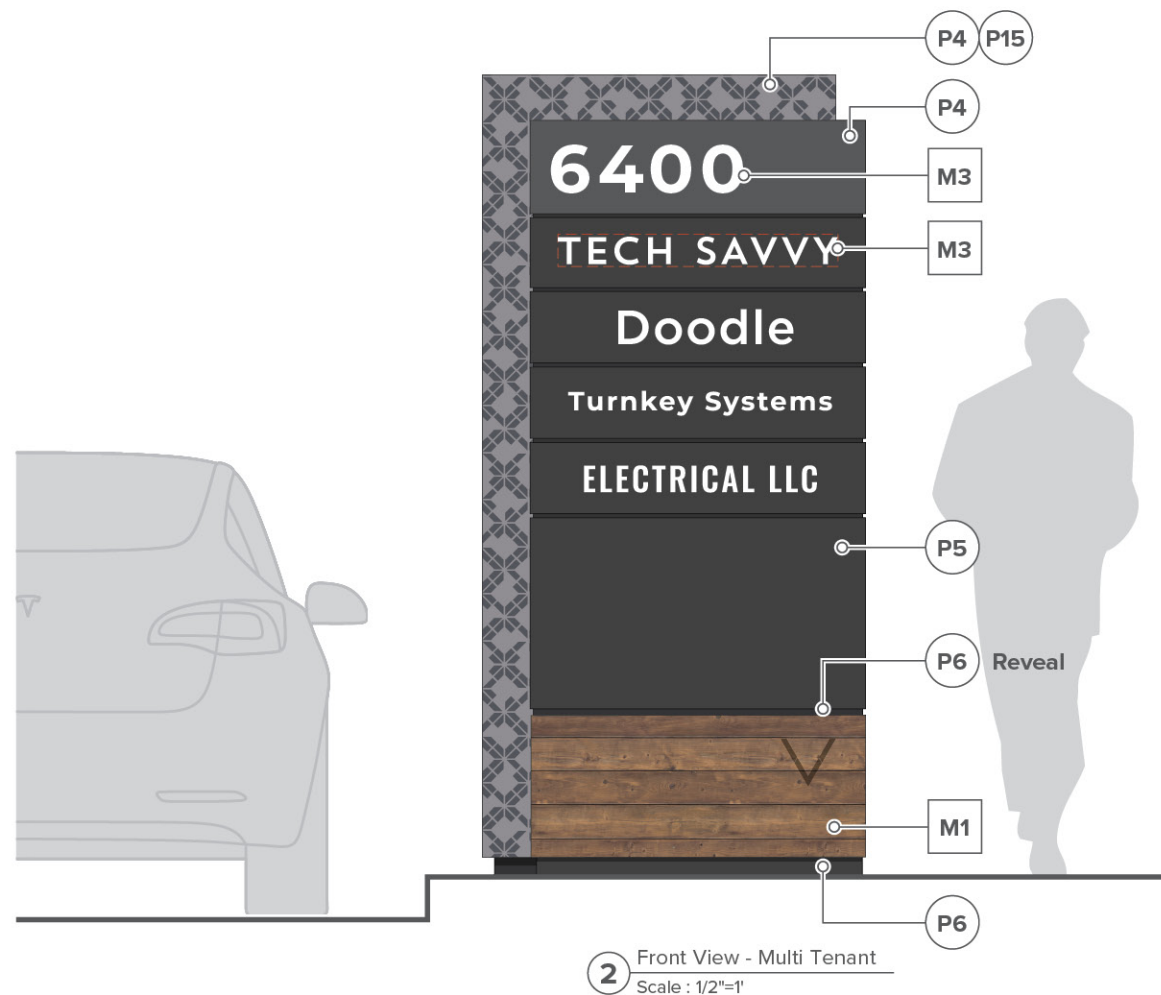 P4 P15
P4
6400
M3
TECH SAVVY
M3
Doodle
Turnkey Systems
ELECTRICAL LLC
P5
P6 Reveal
M1
P6
2 Front View - Multi Tenant
Scale : 1/2"=1'